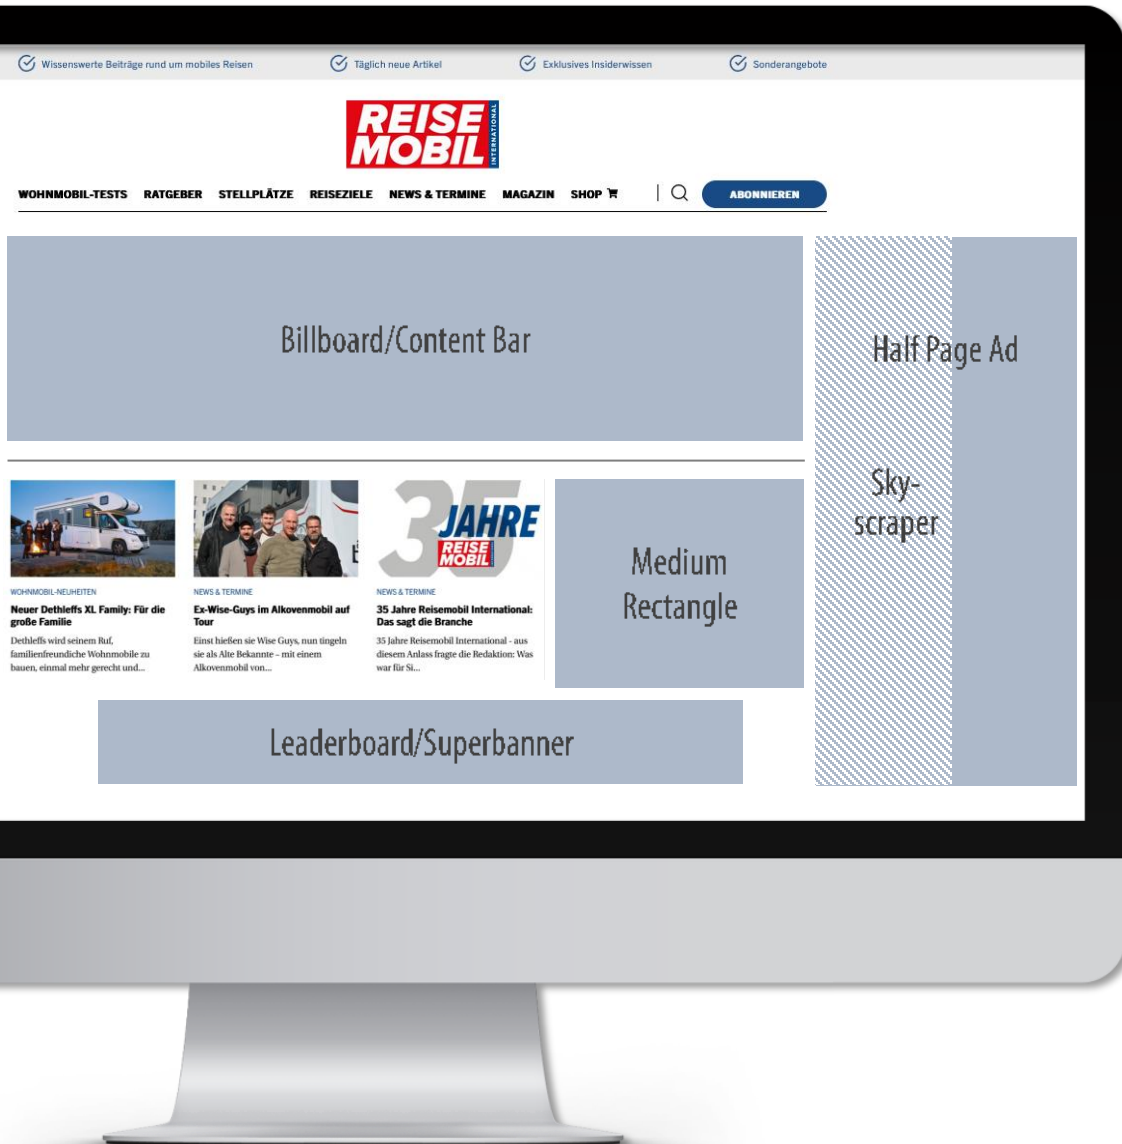 Wissenswerte Beiträge rund um mobiles Reisen
Täglich neue Artikel
Exklusives Insiderwissen
Sonderangebote
REISE
MOBIL
INTERNATIONAL
WOHNMOBIL-TESTS RATGEBER STELLPLÄTZE REISEZIELE NEWS & TERMINE MAGAZIN SHOP ABONNIEREN
Billboard/Content Bar
Half Page Ad
Sky-
scraper
35 JAHRE
REISE
MOBIL
Medium
Rectangle
WOHNMOBIL-NEUHEITEN
Neuer Dethleffs XL Family: Für die
große Familie
Dethleffs wird seinem Ruf,
familienfreundliche Wohnmobile zu
bauen, einmal mehr gerecht und...
NEWS & TERMINE
Ex-Wise-Guys im Alkovenmobil auf
Tour
Einst hießen sie Wise Guys, nun tingeln
sie als Alte Bekannte – mit einem
Alkovenmobil von...
NEWS & TERMINE
35 Jahre Reisemobil International:
Das sagt die Branche
35 Jahre Reisemobil International - aus
diesem Anlass fragte die Redaktion: Was
war für Si...
Leaderboard/Superbanner